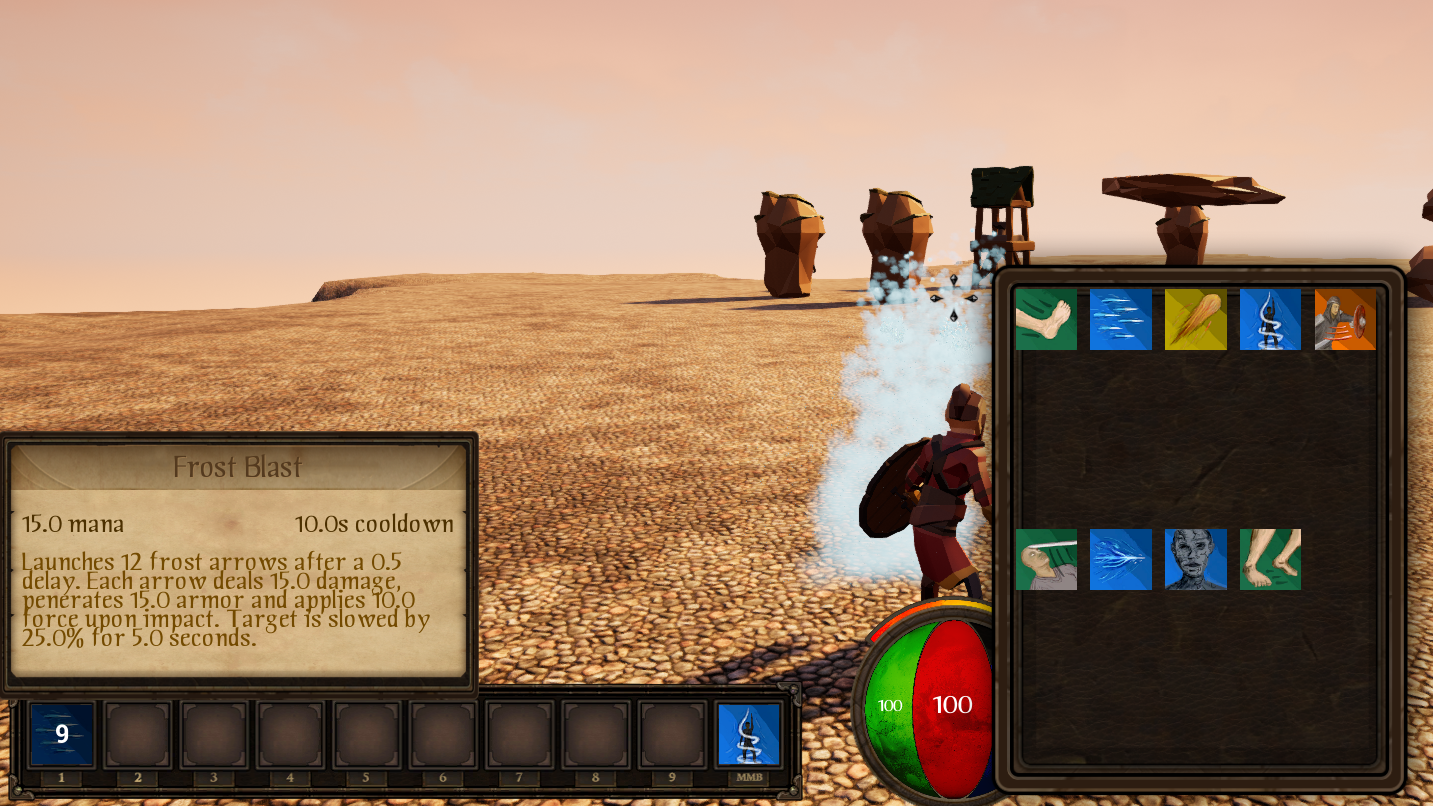 Frost Blast
15.0 mana 10.0s cooldown
Launches 12 frost arrows after a 0.5
delay. Each arrow deals 15.0 damage,
penerates 15.0 armor and applies 10.0
force upon impact. Target is slowed by
25.0% for 5.0 seconds.
100 100
9
1 2 3 4 5 6 7 8 9 MMB